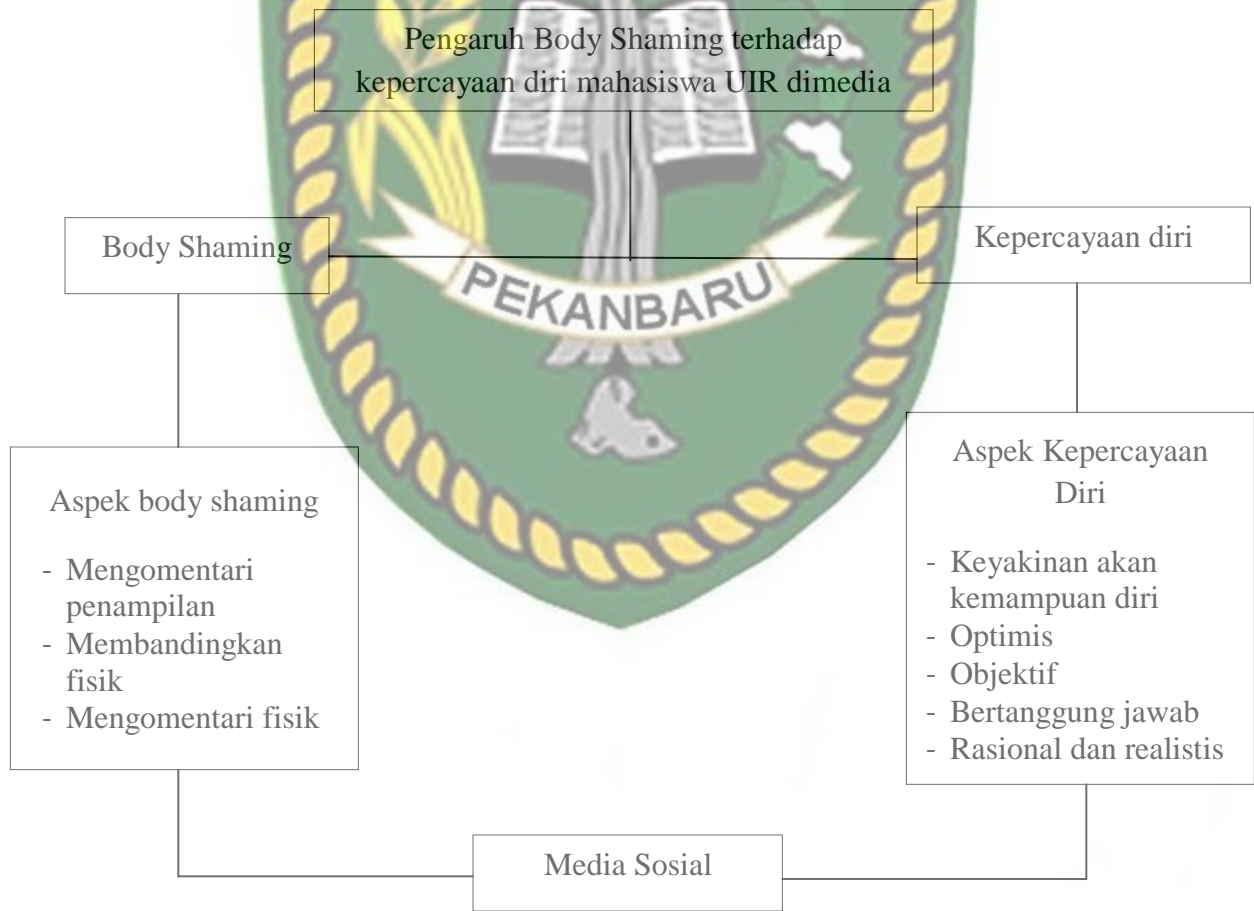 Pengaruh Body Shaming terhadap
kepercayaan diri mahasiswa UIR dimedia
Body Shaming
Kepercayaan diri
PEKANBARU
Aspek body shaming
- Mengomentari
penampilan
- Membandingkan
fisik
- Mengomentari fisik
Aspek Kepercayaan
Diri
- Keyakinan akan
kemampuan diri
- Optimis
- Objektif
- Bertanggung jawab
- Rasional dan realistis
Media Sosial